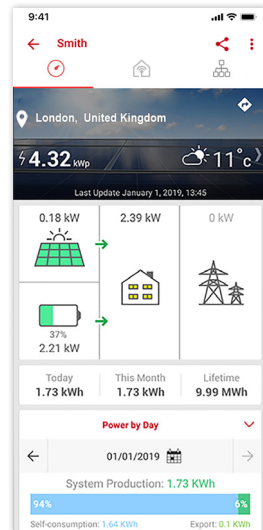 9:41
Smith
London, United Kingdom
4.32 kWp
11°c
Last Update January 1, 2019, 13:45
0.18 kW 2.39 kW 0 kW
37%
2.21 kW
Today This Month Lifetime
1.73 kWh 1.73 kWh 9.99 MWh
Power by Day
01/01/2019
System Production: 1.73 KWh
94% 6%
Self-consumption: 1.64 KWh Export: 0.1 KWh